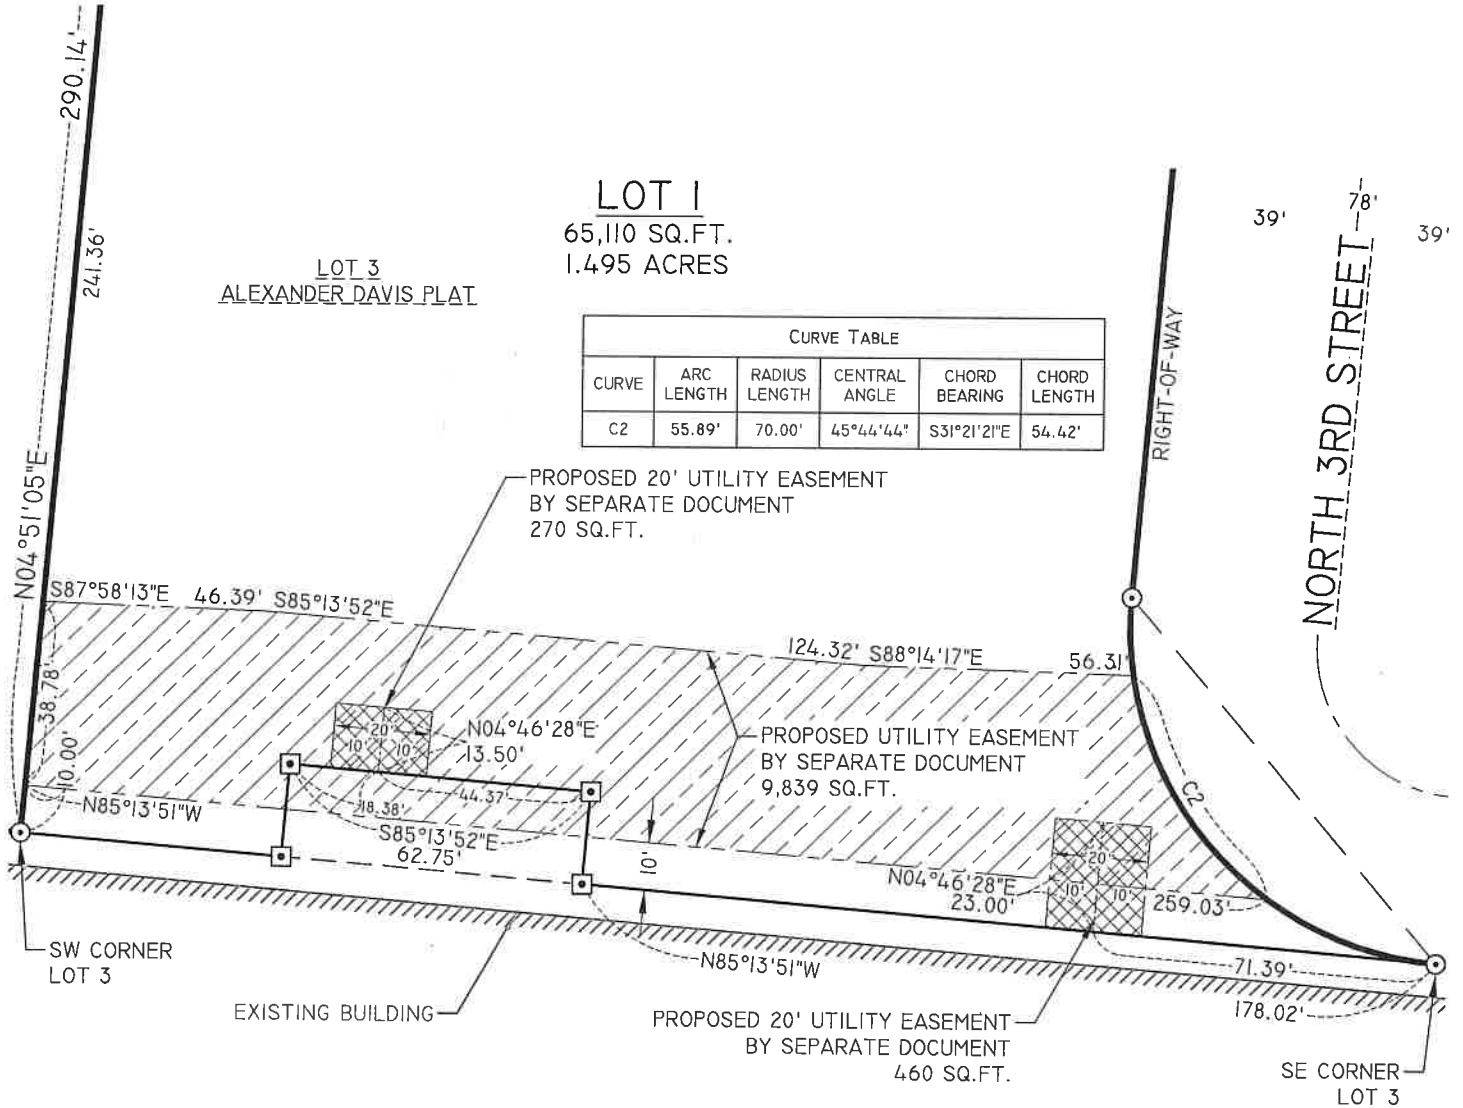 290.14'
N04°51'05"E
241.36'
LOT 1
65,110 SQ.FT.
1.495 ACRES
LOT 3
ALEXANDER DAVIS PLAT
39'
78'
39'
NORTH 3RD STREET
RIGHT-OF-WAY
CURVE TABLE
CURVE ARC LENGTH RADIUS LENGTH CENTRAL ANGLE CHORD BEARING CHORD LENGTH
C2 55.89' 70.00' 45°44'44" S31°21'21"E 54.42'
PROPOSED 20' UTILITY EASEMENT
BY SEPARATE DOCUMENT
270 SQ.FT.
S87°58'13"E 46.39' S85°13'52"E
124.32' S88°14'17"E 56.31'
38.78'
10.00'
N85°13'51"W
20'
10' 10'
N04°46'28"E
13.50'
18.38'
44.37'
S85°13'52"E
62.75'
PROPOSED UTILITY EASEMENT
BY SEPARATE DOCUMENT
9,839 SQ.FT.
C2
10'
N04°46'28"E
23.00'
20'
10' 10'
259.03'
N85°13'51"W
71.39'
178.02'
SW CORNER
LOT 3
EXISTING BUILDING
PROPOSED 20' UTILITY EASEMENT
BY SEPARATE DOCUMENT
460 SQ.FT.
SE CORNER
LOT 3